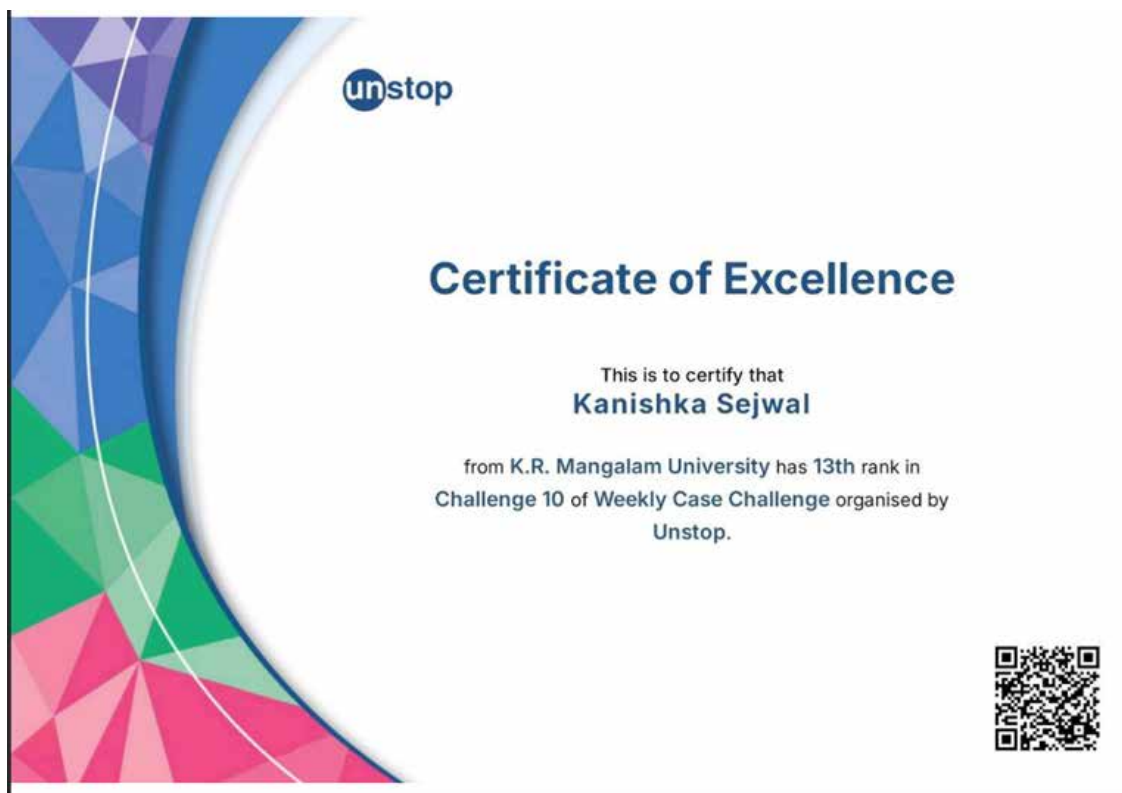 unstop
Certificate of Excellence
This is to certify that
Kanishka Sejwal
from K.R. Mangalam University has 13th rank in
Challenge 10 of Weekly Case Challenge organised by
Unstop.